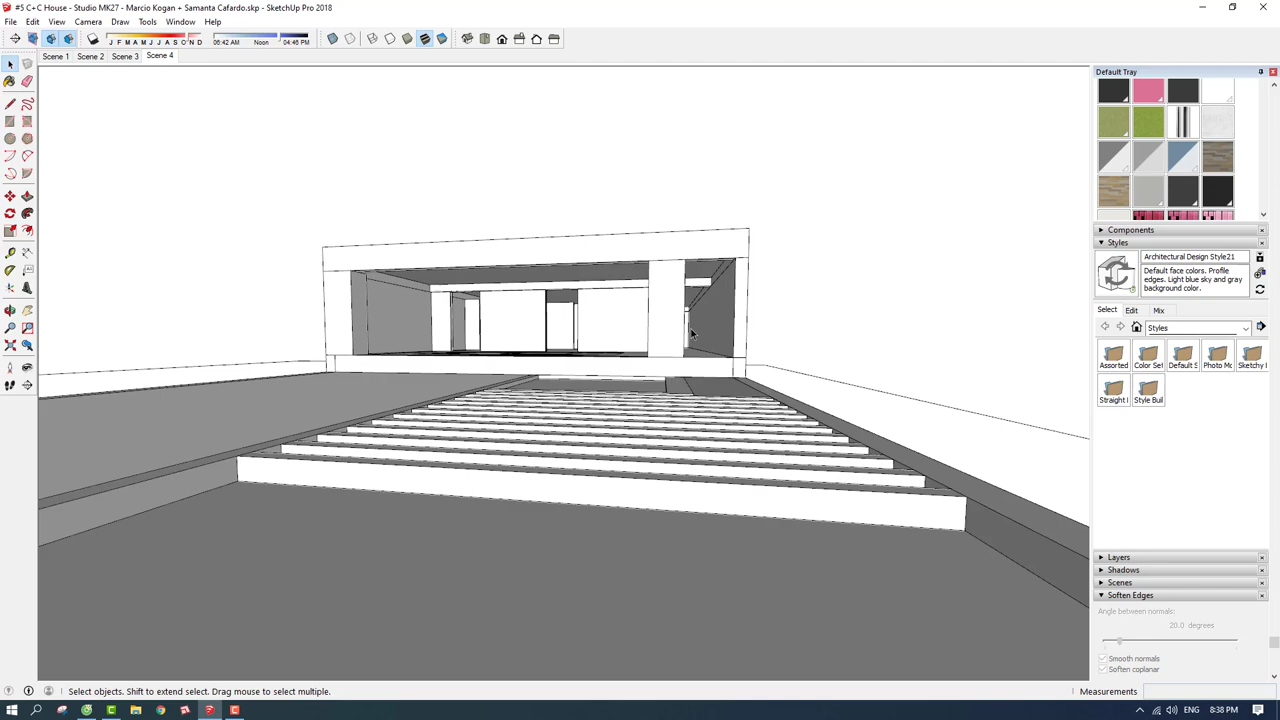 #5 C+C House - Studio MK27 - Marcio Kogan + Samanta Cafardo.skp - SketchUp Pro 2018
File Edit View Camera Draw Tools Window Help
J F M A M J J A S O N D 06:42 AM Noon 04:46 PM
Scene 1 Scene 2 Scene 3 Scene 4
Default Tray
Components
Styles
Architectural Design Style21
Default face colors. Profile
edges. Light blue sky and gray
background color.
Select Edit Mix
Styles
Assorted Color Set Default S Photo Mo Sketchy I
Straight I Style Buil
Layers
Shadows
Scenes
Soften Edges
Angle between normals:
20.0 degrees
Smooth normals
Soften coplanar
Select objects. Shift to extend select. Drag mouse to select multiple.
Measurements
ENG 8:38 PM